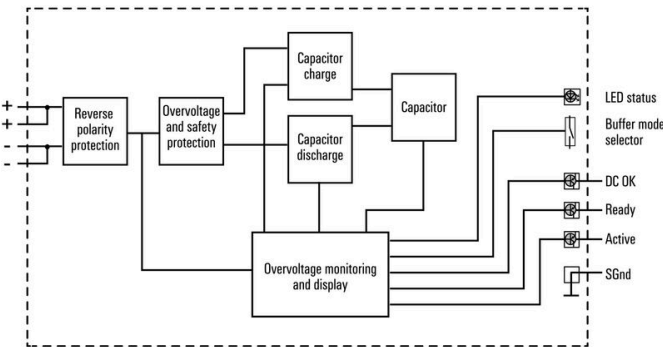 +
+
-
-
Reverse
polarity
protection
Overvoltage
and safety
protection
Capacitor
charge
Capacitor
discharge
Capacitor
Overvoltage monitoring
and display
LED status
Buffer mode
selector
DC OK
Ready
Active
SGnd